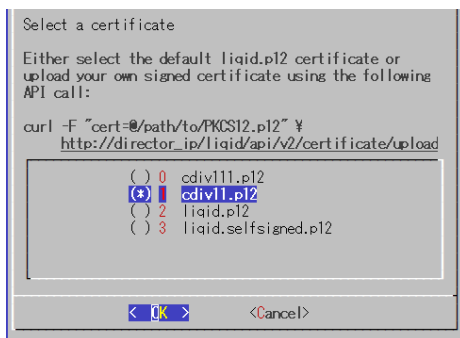 Select a certificate
Either select the default liqid.p12 certificate or
upload your own signed certificate using the following
API call:
curl -F "cert=@/path/to/PKCS12.p12" ¥
http://director_ip/liqid/api/v2/certificate/upload
( ) 0 cdiv111.p12
(*) 1 cdiv11.p12
( ) 2 liqid.p12
( ) 3 liqid.selfsigned.p12
< OK > <Cancel>